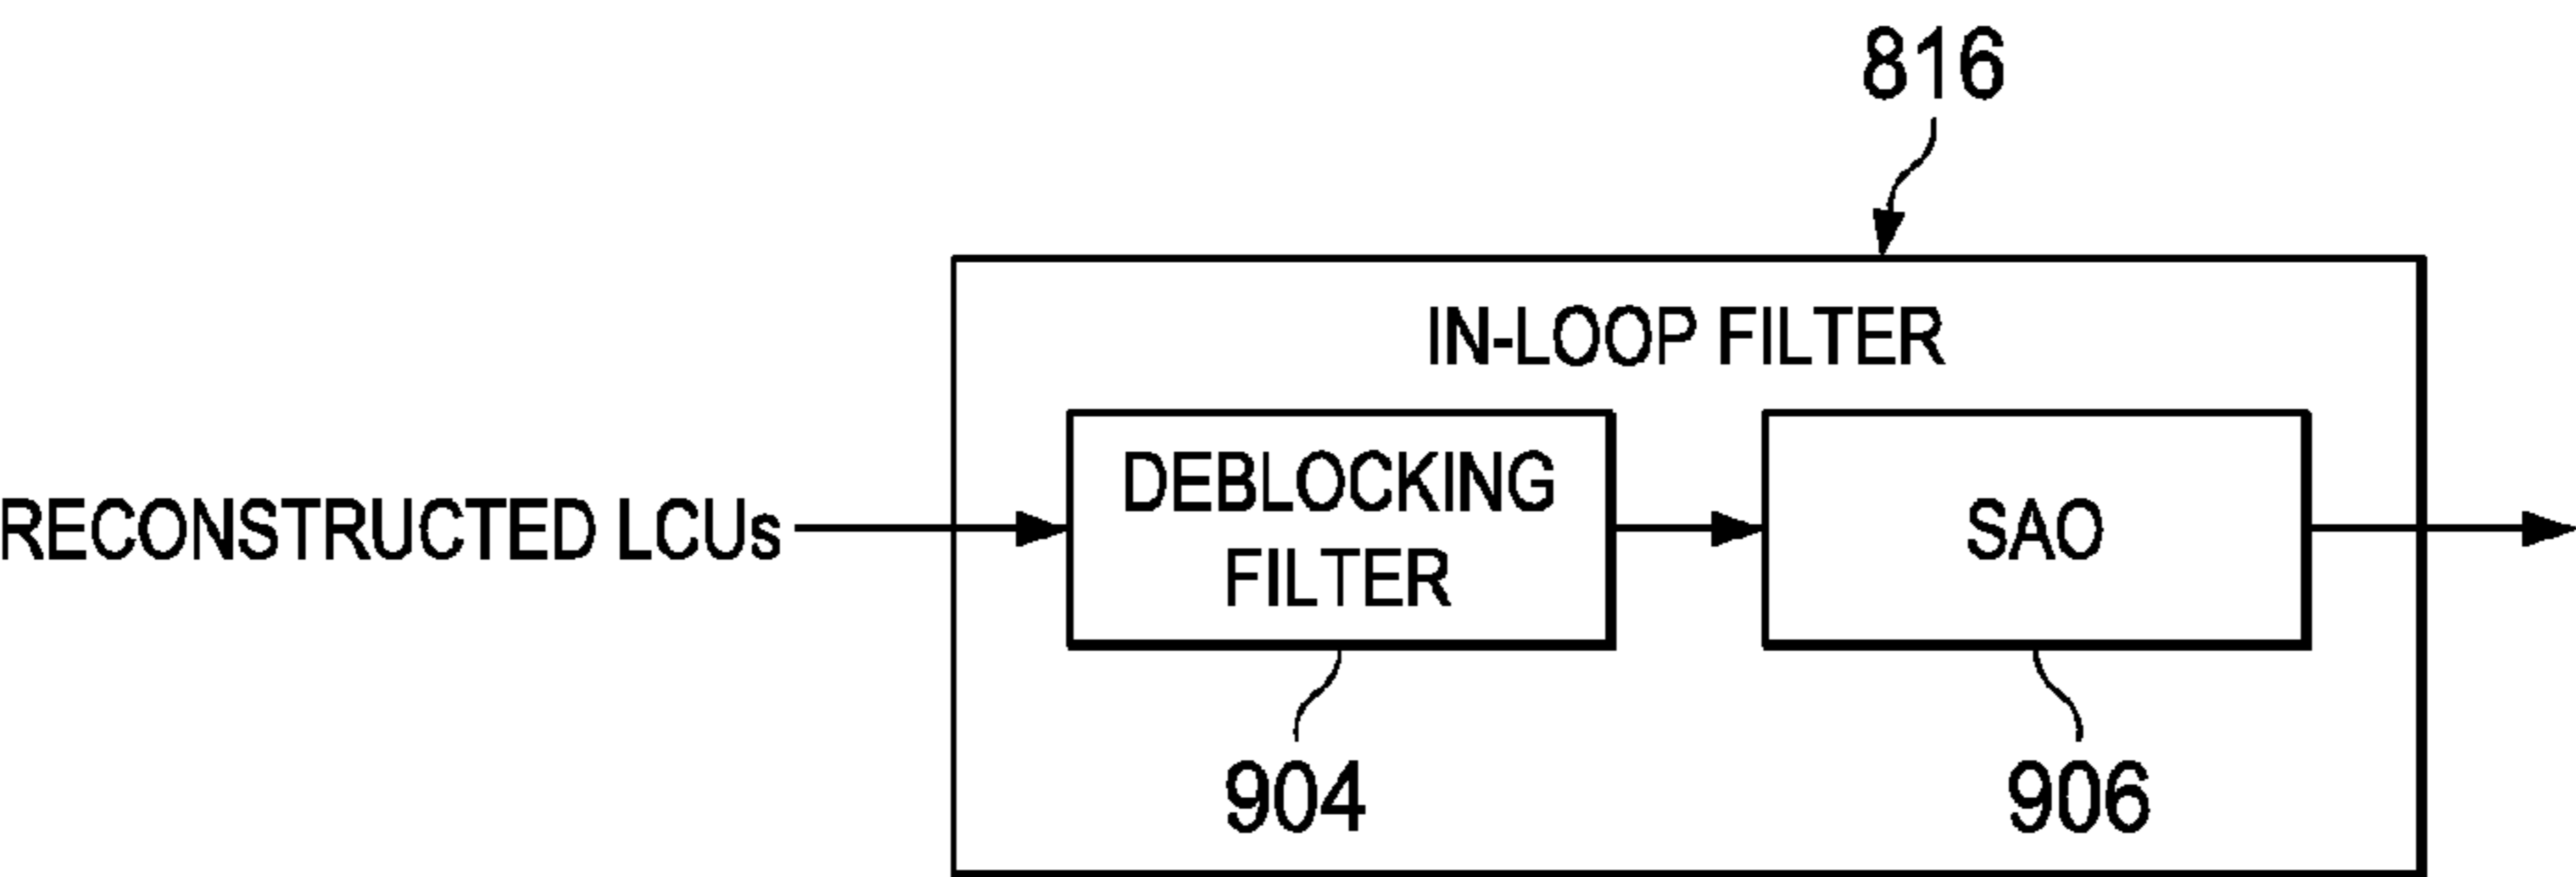 816
IN-LOOP FILTER
RECONSTRUCTED LCUs
DEBLOCKING
FILTER
SAO
904
906